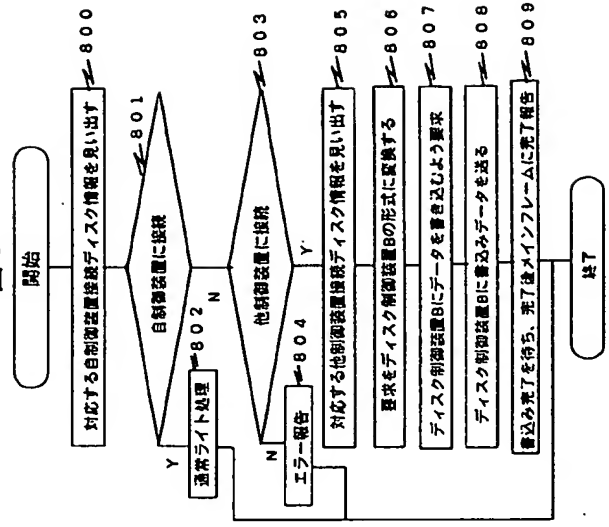 開始
対応する自制御装置接続ディスク情報を見い出す
800
自制御装置に接続
801
Y
N
通常ライト処理
802
他制御装置に接続
803
N
Y
エラー報告
804
対応する他制御装置接続ディスク情報を見い出す
805
要求をディスク制御装置Bの形式に変換する
806
ディスク制御装置Bにデータを書き込むよう要求
807
ディスク制御装置Bに書込みデータを送る
808
書込み完了を待ち、完了後メインフレームに完了報告
809
終了